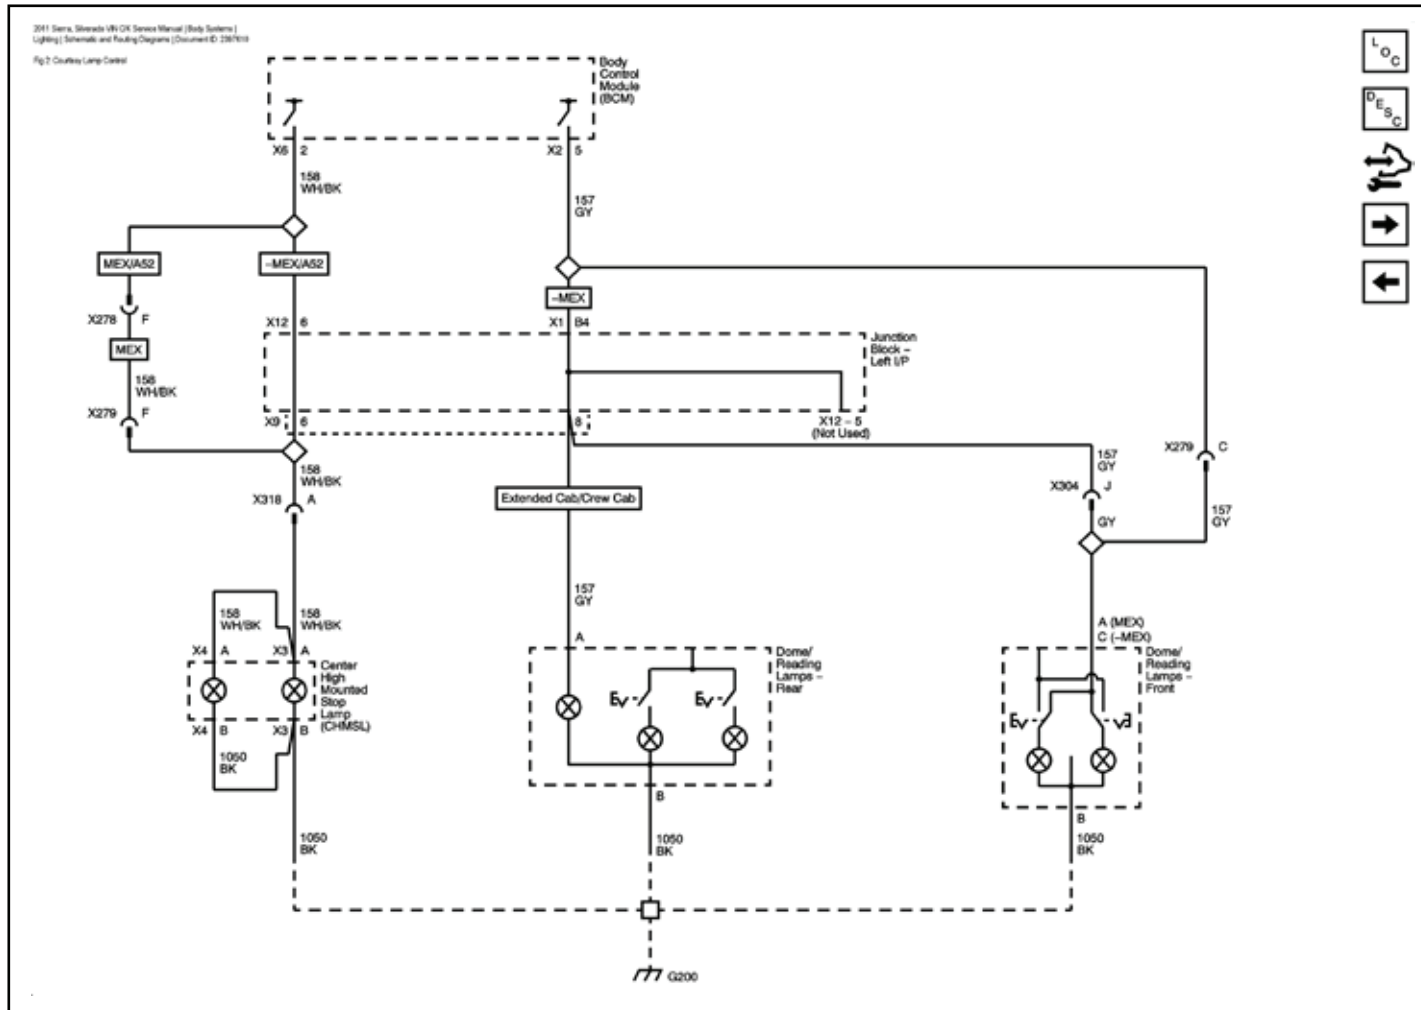 2011 Sierra, Silverado VIN C/K Service Manual | Body Systems |
Lighting | Schematic and Routing Diagrams | Document ID:
Fig 2: Courtesy Lamp Control
Body
Control
Module
(BCM)
X6 2
X2 5
158
WH/BK
157
GY
MEX/A52
–MEX/A52
–MEX
X278 F
X12 6
X1 B4
MEX
Junction
Block –
Left I/P
158
WH/BK
X279 F
X9 6
8
X12 – 5
(Not Used)
158
WH/BK
157
GY
X279 C
X318 A
Extended Cab/Crew Cab
X304 J
GY
157
GY
158
WH/BK
158
WH/BK
157
GY
A
A (MEX)
C (–MEX)
X4 A
X3 A
Center
High
Mounted
Stop
Lamp
(CHMSL)
Dome/
Reading
Lamps –
Rear
Dome/
Reading
Lamps –
Front
X4 B
X3 B
1050
BK
B
B
1050
BK
1050
BK
1050
BK
G200
LOC
DESC